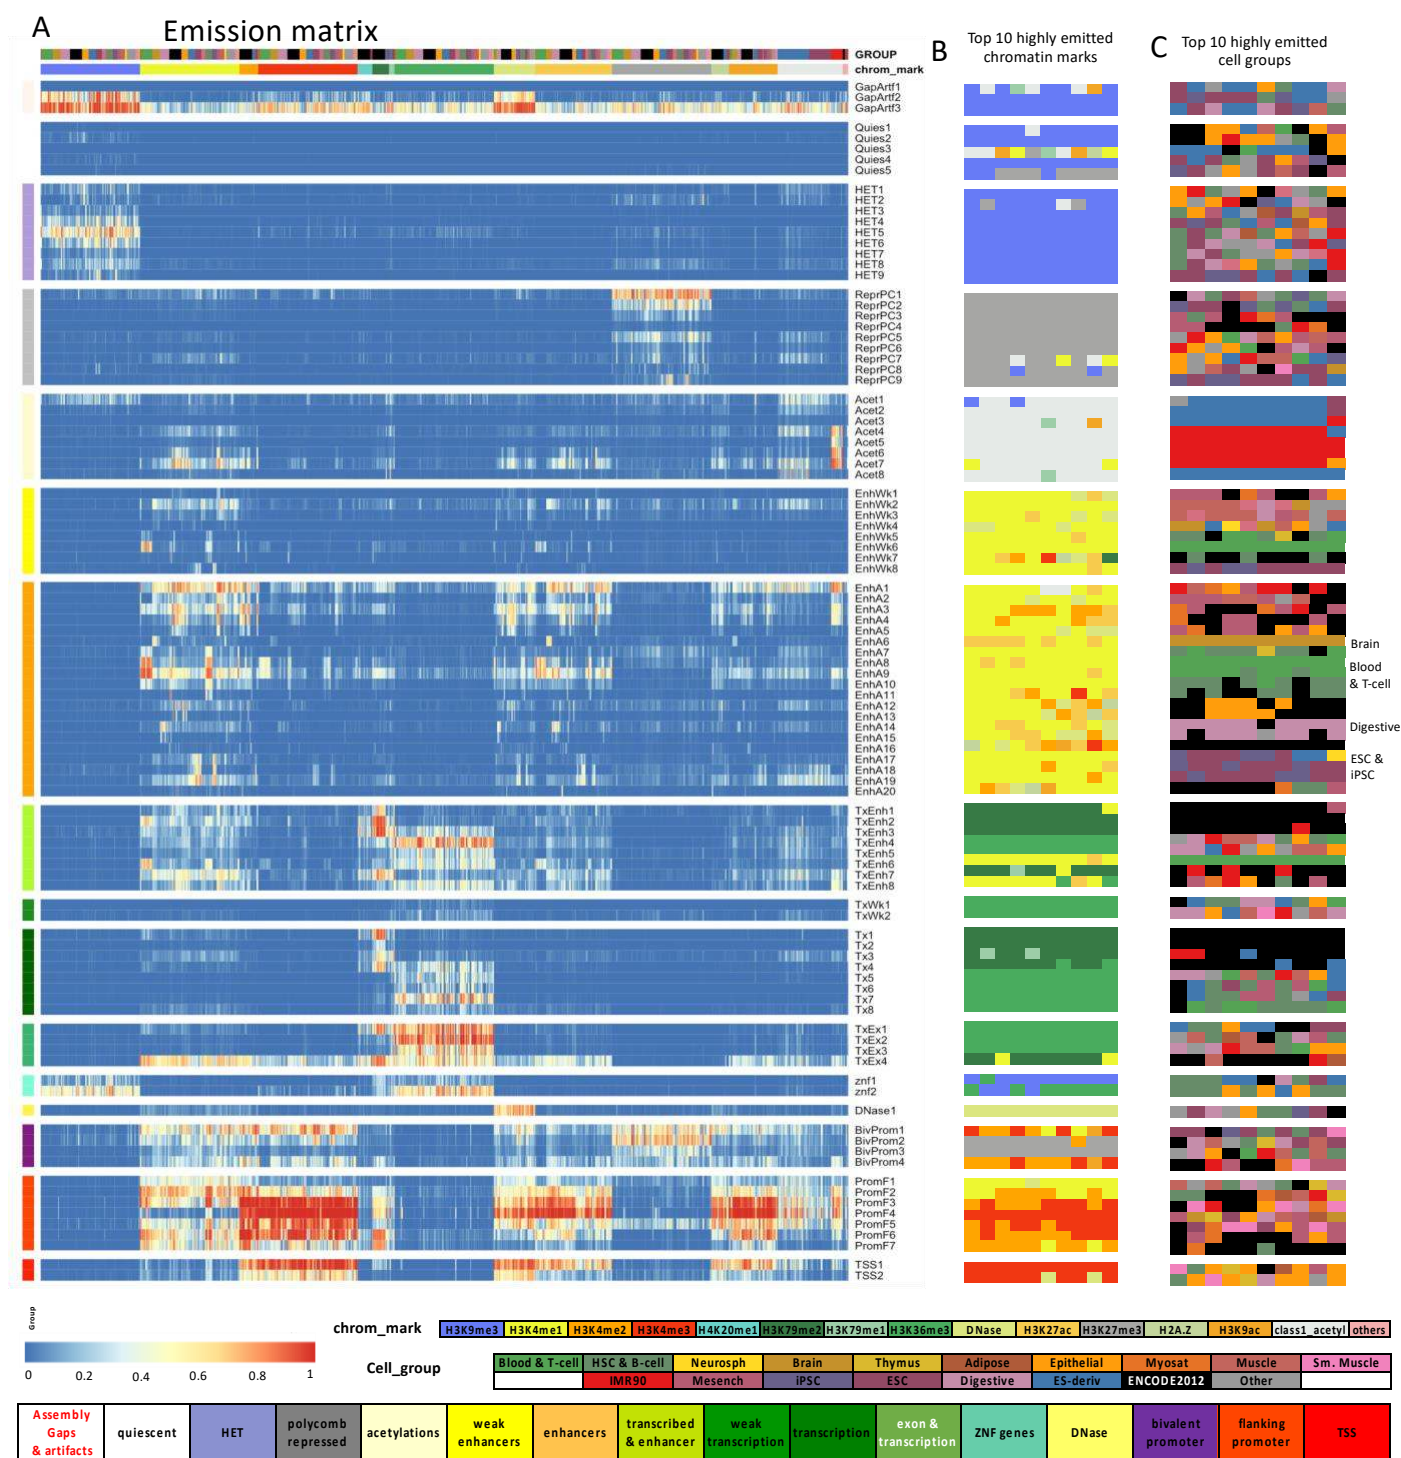 A
Emission matrix
B
Top 10 highly emitted
chromatin marks
C
Top 10 highly emitted
cell groups
GROUP
chrom_mark
GapArtf1
GapArtf2
GapArtf3
Quies1
Quies2
Quies3
Quies4
Quies5
HET1
HET2
HET3
HET4
HET5
HET6
HET7
HET8
HET9
ReprPC1
ReprPC2
ReprPC3
ReprPC4
ReprPC5
ReprPC6
ReprPC7
ReprPC8
ReprPC9
Acet1
Acet2
Acet3
Acet4
Acet5
Acet6
Acet7
Acet8
EnhWk1
EnhWk2
EnhWk3
EnhWk4
EnhWk5
EnhWk6
EnhWk7
EnhWk8
EnhA1
EnhA2
EnhA3
EnhA4
EnhA5
EnhA6
EnhA7
EnhA8
EnhA9
EnhA10
EnhA11
EnhA12
EnhA13
EnhA14
EnhA15
EnhA16
EnhA17
EnhA18
EnhA19
EnhA20
Brain
Blood
& T-cell
Digestive
ESC &
iPSC
TxEnh1
TxEnh2
TxEnh3
TxEnh4
TxEnh5
TxEnh6
TxEnh7
TxEnh8
TxWk1
TxWk2
Tx1
Tx2
Tx3
Tx4
Tx5
Tx6
Tx7
Tx8
TxEx1
TxEx2
TxEx3
TxEx4
znf1
znf2
DNase1
BivProm1
BivProm2
BivProm3
BivProm4
PromF1
PromF2
PromF3
PromF4
PromF5
PromF6
PromF7
TSS1
TSS2
Group
0 0.2 0.4 0.6 0.8 1
chrom_mark H3K9me3 H3K4me1 H3K4me2 H3K4me3 H4K20me1 H3K79me2 H3K79me1 H3K36me3 DNase H3K27ac H3K27me3 H2A.Z H3K9ac class1_acetyl others
Cell_group Blood & T-cell HSC & B-cell Neurosph Brain Thymus Adipose Epithelial Myosat Muscle Sm. Muscle
IMR90 Mesench iPSC ESC Digestive ES-deriv ENCODE2012 Other
Assembly
Gaps
& artifacts
quiescent
HET
polycomb
repressed
acetylations
weak
enhancers
enhancers
transcribed
& enhancer
weak
transcription
transcription
exon &
transcription
ZNF genes
DNase
bivalent
promoter
flanking
promoter
TSS